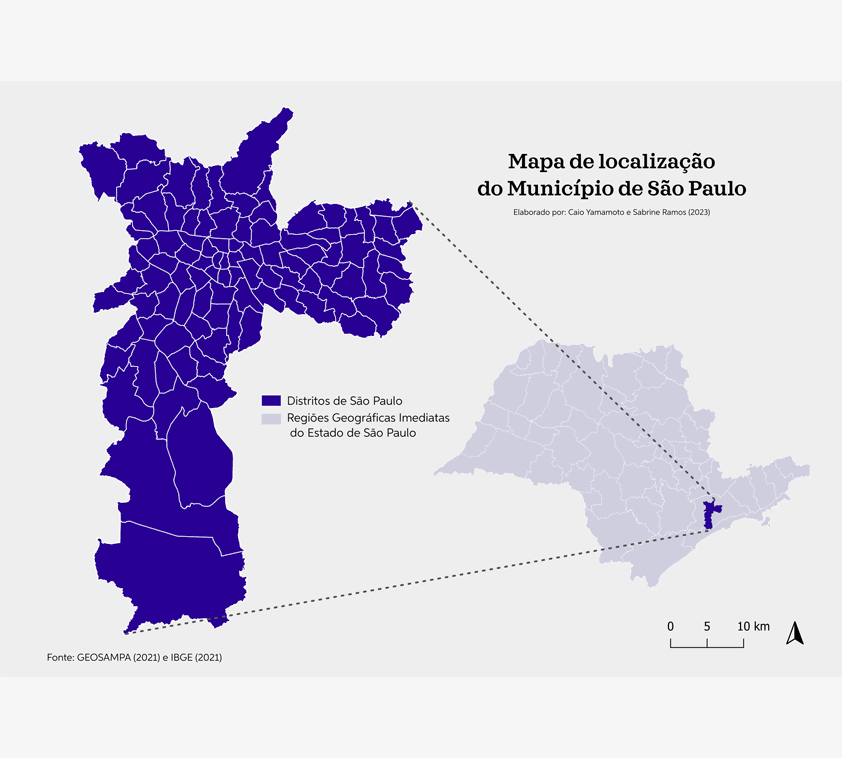 Mapa de localização
do Município de São Paulo
Elaborado por: Caio Yamamoto e Sabrine Ramos (2023)
Distritos de São Paulo
Regiões Geográficas Imediatas
do Estado de São Paulo
0 5 10 km
Fonte: GEOSAMPA (2021) e IBGE (2021)